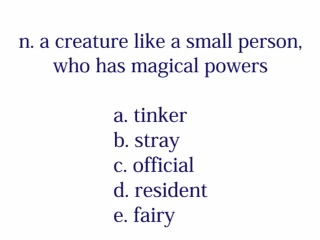 n. a creature like a small person,
who has magical powers
a. tinker
b. stray
c. official
d. resident
e. fairy